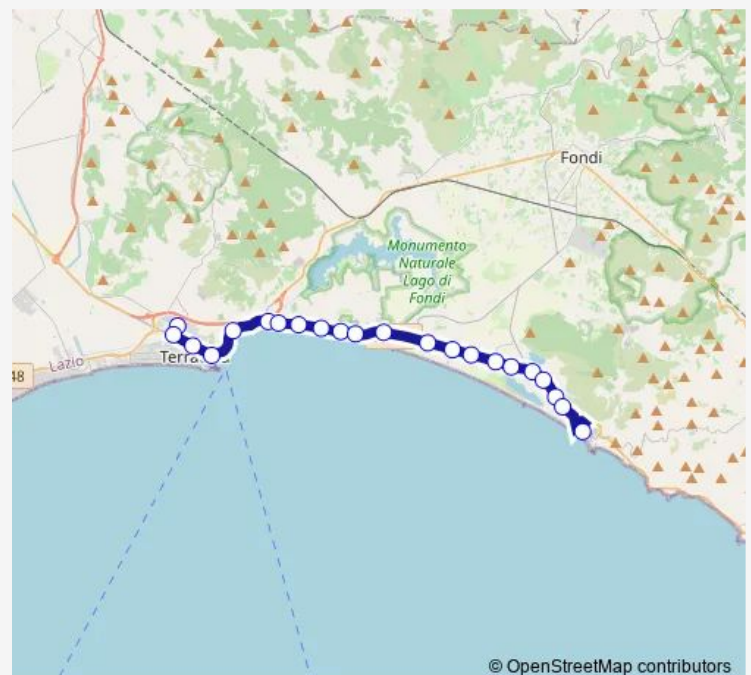 Fondi
Monumento
Naturale
Lago di
Fondi
Lazio
48
© OpenStreetMap contributors